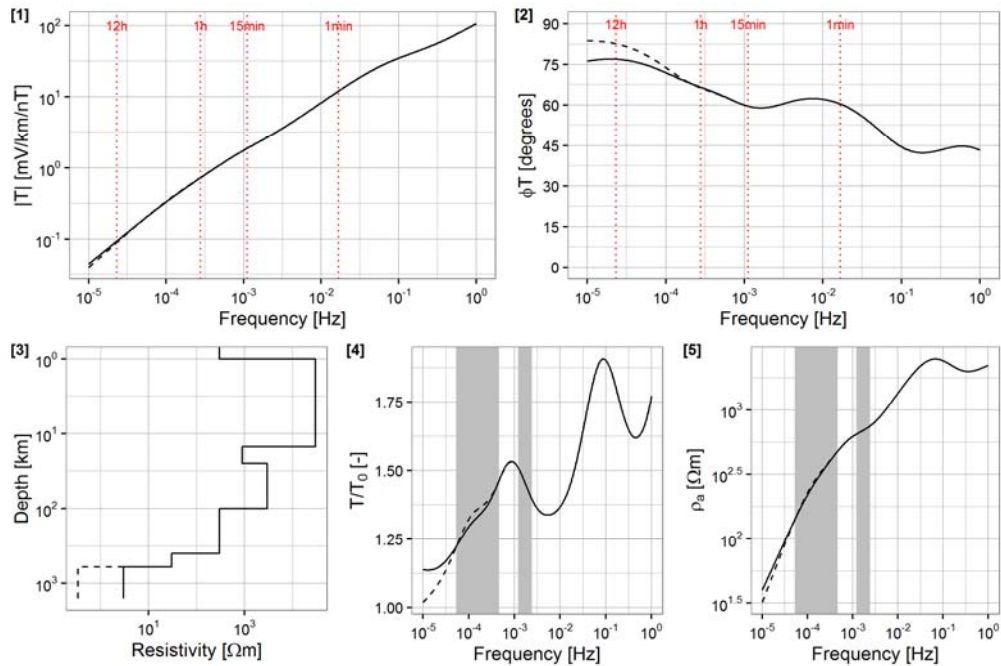 [1]
12h 1h 15min 1min
10² 10¹ 10⁰ 10⁻¹
|T| [mV/km/nT]
10⁻⁵ 10⁻⁴ 10⁻³ 10⁻² 10⁻¹ 10⁰
Frequency [Hz]
[2]
12h 1h 15min 1min
90 75 60 45 30 15 0
ϕT [degrees]
10⁻⁵ 10⁻⁴ 10⁻³ 10⁻² 10⁻¹ 10⁰
Frequency [Hz]
[3]
10⁰ 10¹ 10² 10³
Depth [km]
10¹ 10³
Resistivity [Ωm]
[4]
1.75 1.50 1.25 1.00
T/T₀ [-]
10⁻⁵ 10⁻⁴ 10⁻³ 10⁻² 10⁻¹ 10⁰
Frequency [Hz]
[5]
10³ 10²·⁵ 10² 10¹·⁵
ρₐ [Ωm]
10⁻⁵ 10⁻⁴ 10⁻³ 10⁻² 10⁻¹ 10⁰
Frequency [Hz]